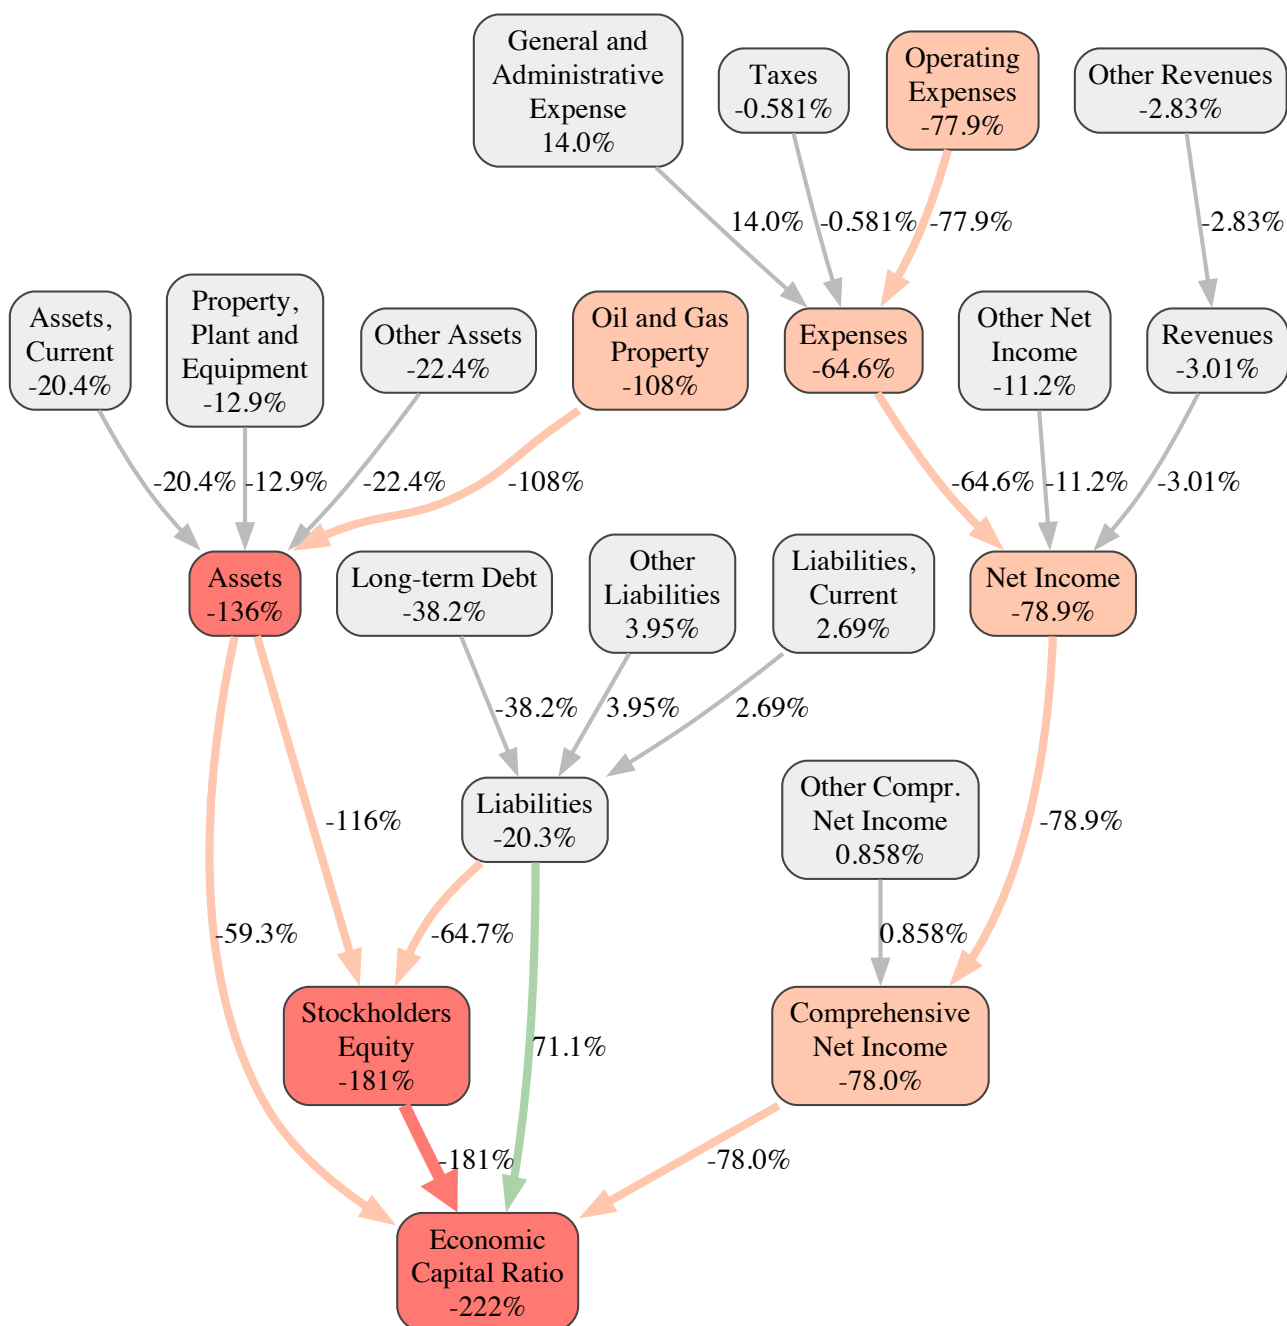 General and
Administrative
Expense
14.0%
Taxes
-0.581%
Operating
Expenses
-77.9%
Other Revenues
-2.83%
14.0%
-0.581%
-77.9%
-2.83%
Assets,
Current
-20.4%
Property,
Plant and
Equipment
-12.9%
Other Assets
-22.4%
Oil and Gas
Property
-108%
Expenses
-64.6%
Other Net
Income
-11.2%
Revenues
-3.01%
-20.4%
-12.9%
-22.4%
-108%
-64.6%
-11.2%
-3.01%
Assets
-136%
Long-term Debt
-38.2%
Other
Liabilities
3.95%
Liabilities,
Current
2.69%
Net Income
-78.9%
-38.2%
3.95%
2.69%
Liabilities
-20.3%
Other Compr.
Net Income
0.858%
-116%
-78.9%
-59.3%
-64.7%
0.858%
Stockholders
Equity
-181%
71.1%
Comprehensive
Net Income
-78.0%
-181%
-78.0%
Economic
Capital Ratio
-222%